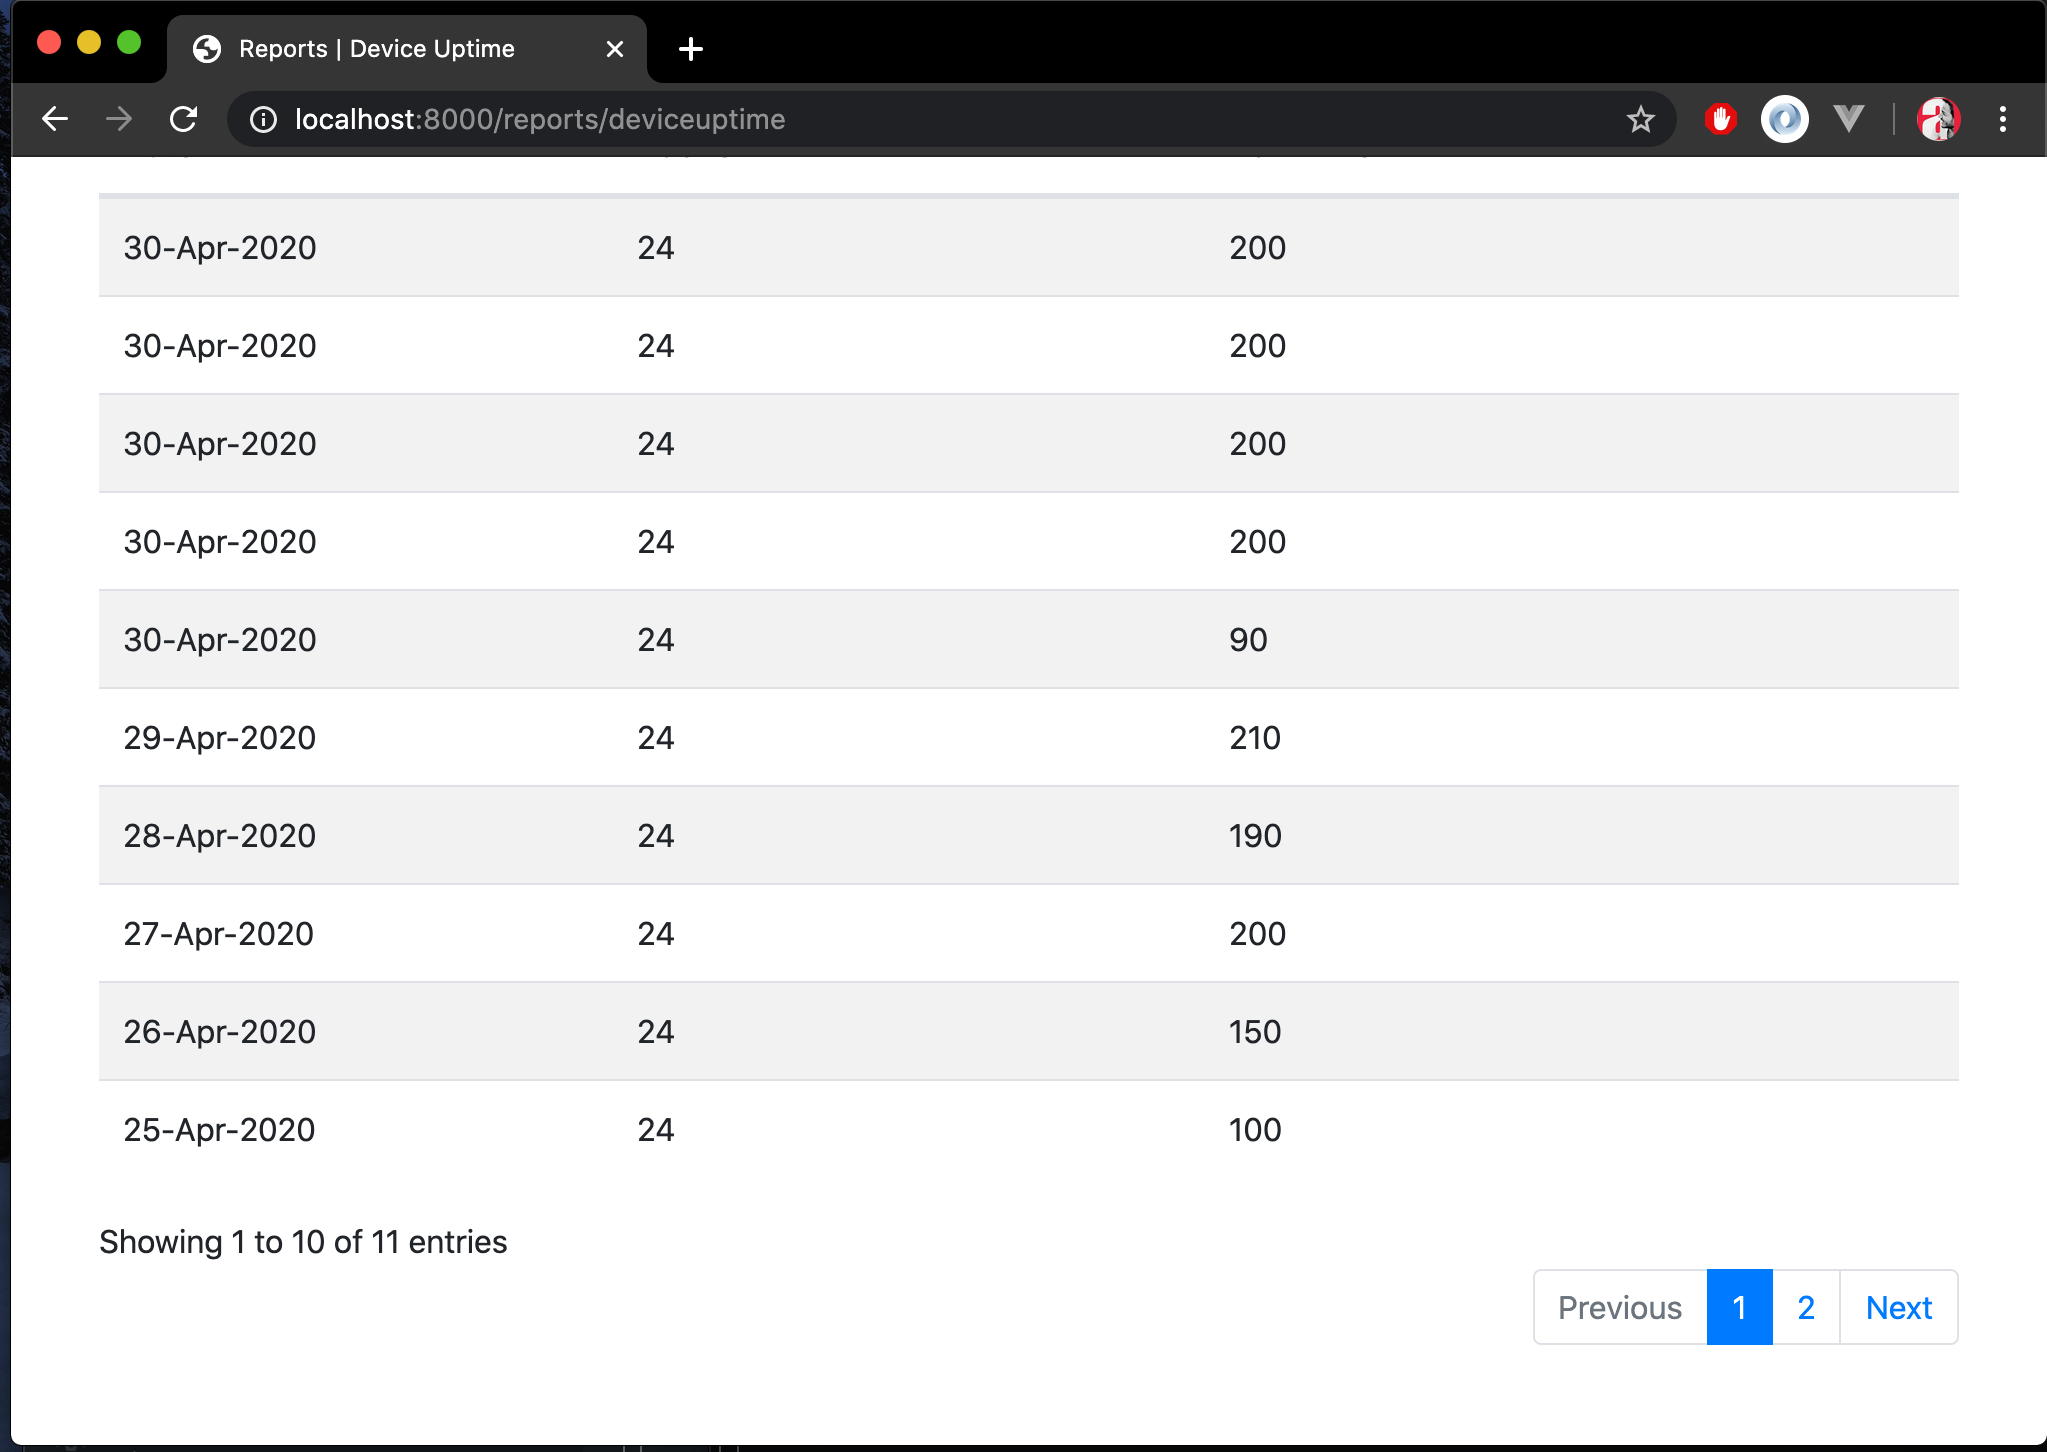 Reports | Device Uptime
localhost:8000/reports/deviceuptime
30-Apr-2020 24 200
30-Apr-2020 24 200
30-Apr-2020 24 200
30-Apr-2020 24 200
30-Apr-2020 24 90
29-Apr-2020 24 210
28-Apr-2020 24 190
27-Apr-2020 24 200
26-Apr-2020 24 150
25-Apr-2020 24 100
Showing 1 to 10 of 11 entries
Previous 1 2 Next